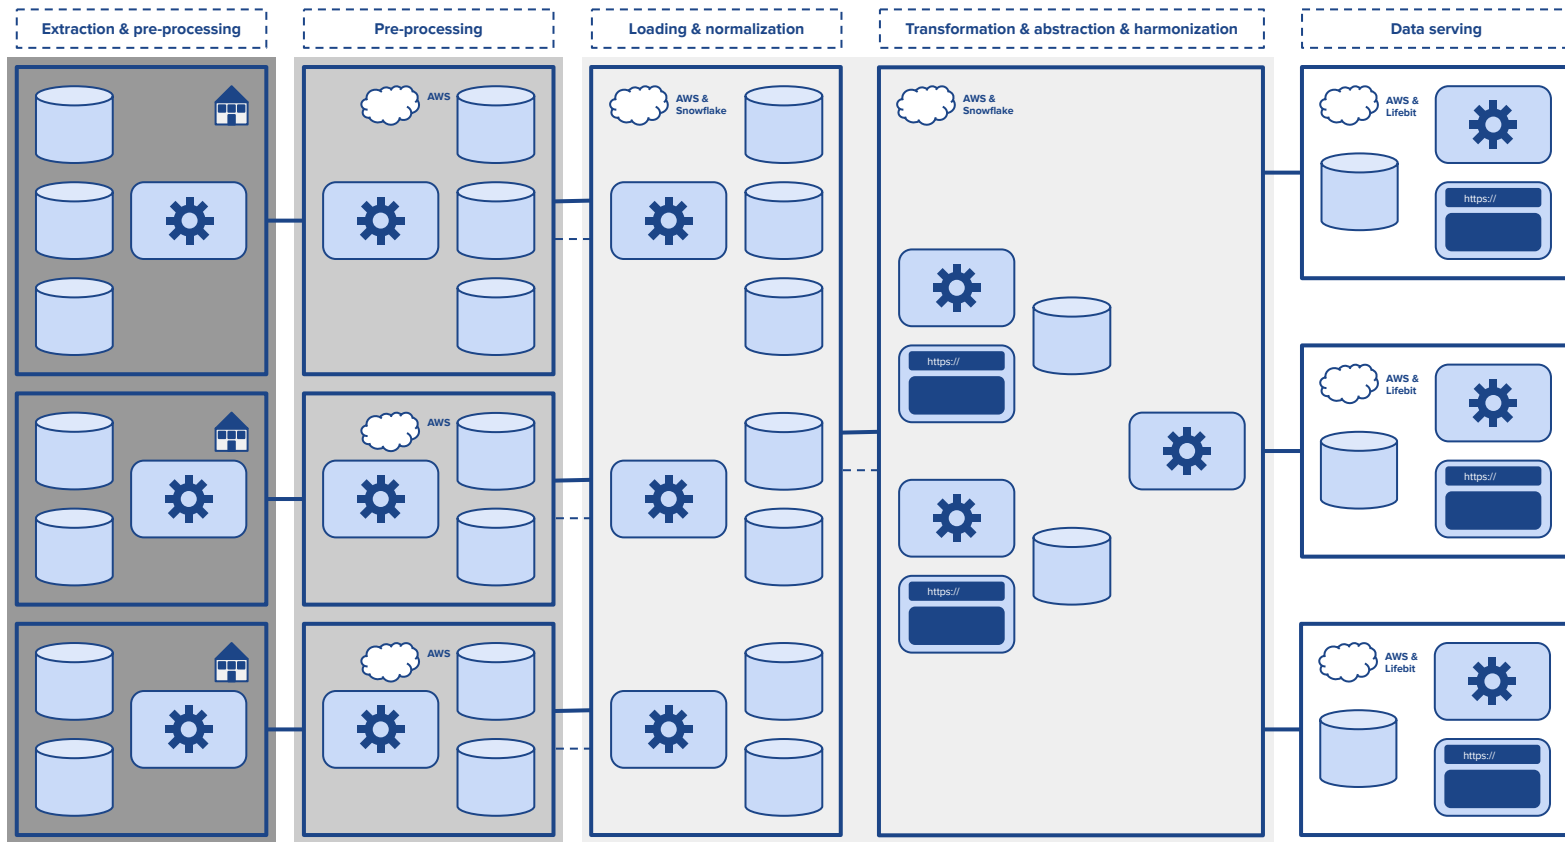 Extraction & pre-processing
Pre-processing
Loading & normalization
Transformation & abstraction & harmonization
Data serving
AWS
AWS &
Snowflake
AWS &
Snowflake
AWS &
Lifebit
https://
https://
AWS &
Lifebit
https://
AWS
https://
AWS
AWS &
Lifebit
https://